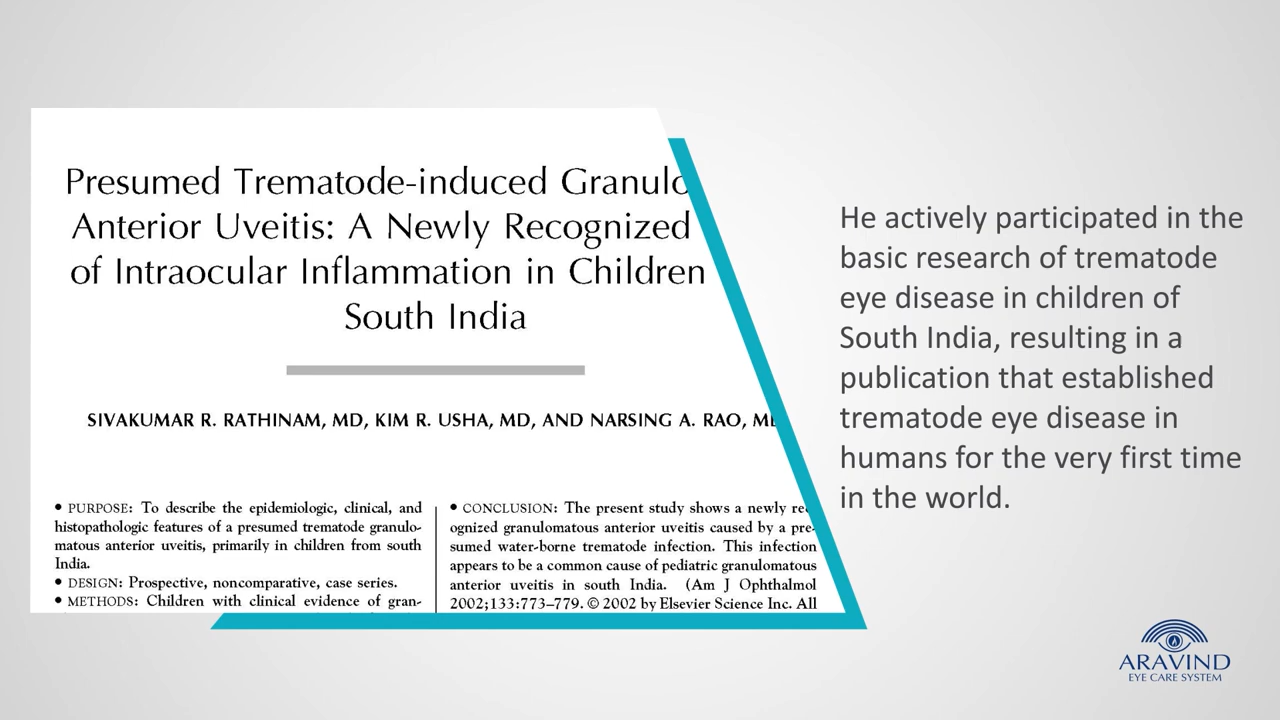 Presumed Trematode-induced Granulo
Anterior Uveitis: A Newly Recognized
of Intraocular Inflammation in Children
South India
SIVAKUMAR R. RATHINAM, MD, KIM R. USHA, MD, AND NARSING A. RAO, MD
• PURPOSE: To describe the epidemiologic, clinical, and
histopathologic features of a presumed trematode granulo-
matous anterior uveitis, primarily in children from south
India.
• DESIGN: Prospective, noncomparative, case series.
• METHODS: Children with clinical evidence of gran-
• CONCLUSION: The present study shows a newly rec-
ognized granulomatous anterior uveitis caused by a pre-
sumed water-borne trematode infection. This infection
appears to be a common cause of pediatric granulomatous
anterior uveitis in south India. (Am J Ophthalmol
2002;133:773–779. © 2002 by Elsevier Science Inc. All
He actively participated in the
basic research of trematode
eye disease in children of
South India, resulting in a
publication that established
trematode eye disease in
humans for the very first time
in the world.
ARAVIND
EYE CARE SYSTEM